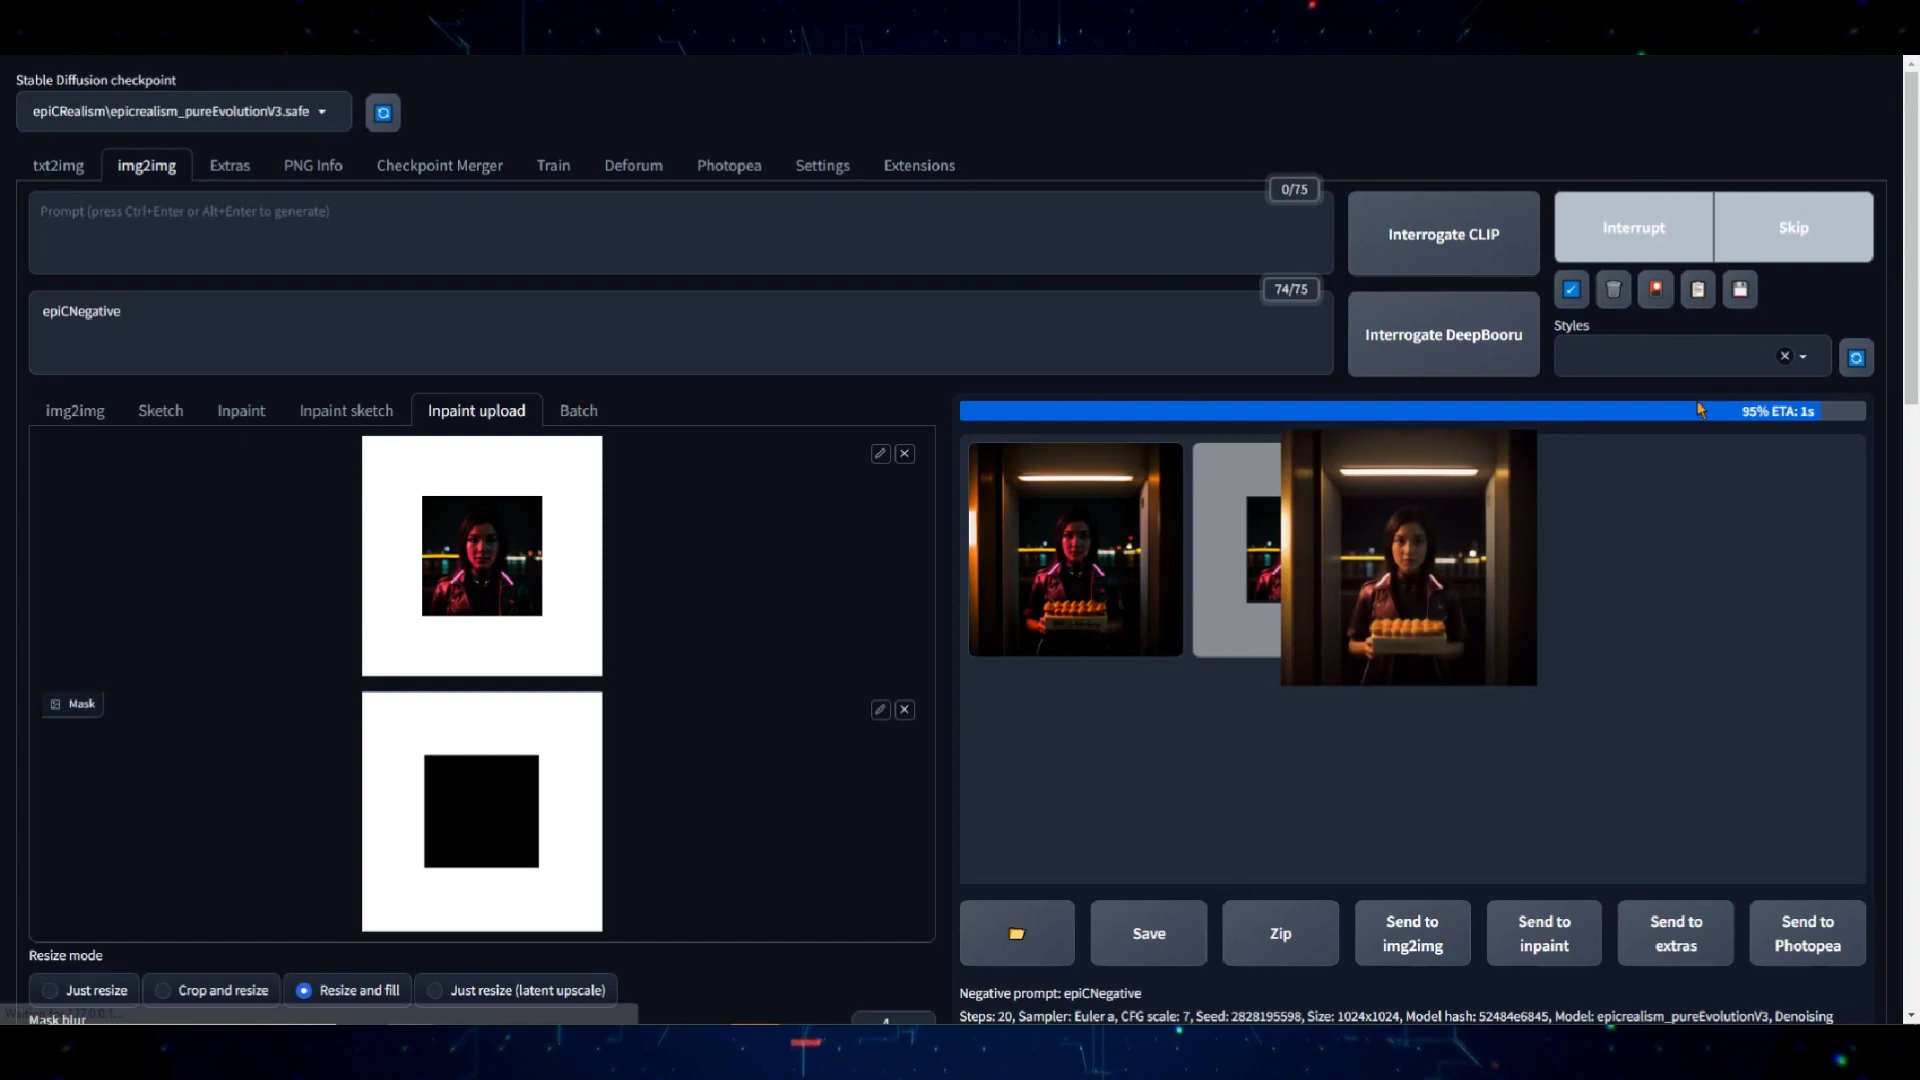 Stable Diffusion checkpoint
epiCRealism\epicrealism_pureEvolutionV3.safe
txt2img
img2img
Extras
PNG Info
Checkpoint Merger
Train
Deforum
Photopea
Settings
Extensions
0/75
Prompt (press Ctrl+Enter or Alt+Enter to generate)
Interrogate CLIP
Interrupt
Skip
74/75
epiCNegative
Interrogate DeepBooru
Styles
img2img
Sketch
Inpaint
Inpaint sketch
Inpaint upload
Batch
95% ETA: 1s
Mask
Save
Zip
Send to
img2img
Send to
inpaint
Send to
extras
Send to
Photopea
Resize mode
Just resize
Crop and resize
Resize and fill
Just resize (latent upscale)
Mask blur
4
Negative prompt: epiCNegative
Steps: 20, Sampler: Euler a, CFG scale: 7, Seed: 2828195598, Size: 1024x1024, Model hash: 52484e6845, Model: epicrealism_pureEvolutionV3, Denoising